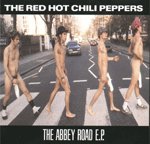 THE RED HOT CHILI PEPPERS
THE ABBEY ROAD E.P.